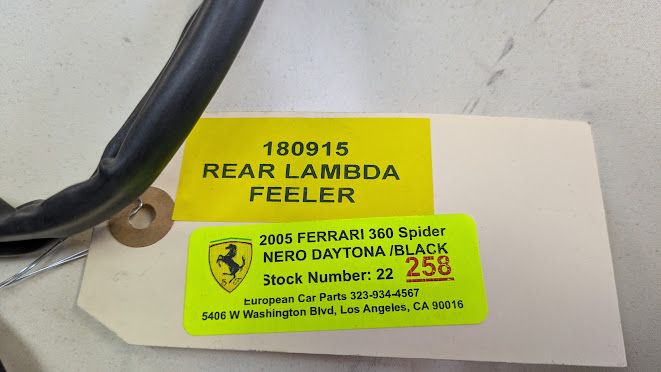 180915
REAR LAMBDA
FEELER
2005 FERRARI 360 Spider
NERO DAYTONA /BLACK
Stock Number: 22 258
European Car Parts 323-934-4567
5406 W Washington Blvd, Los Angeles, CA 90016